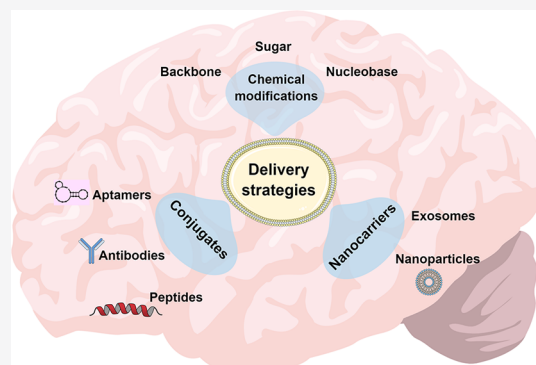 Sugar
Backbone
Nucleobase
Chemical
modifications
Delivery
strategies
Aptamers
Conjugates
Antibodies
Peptides
Nanocarriers
Exosomes
Nanoparticles